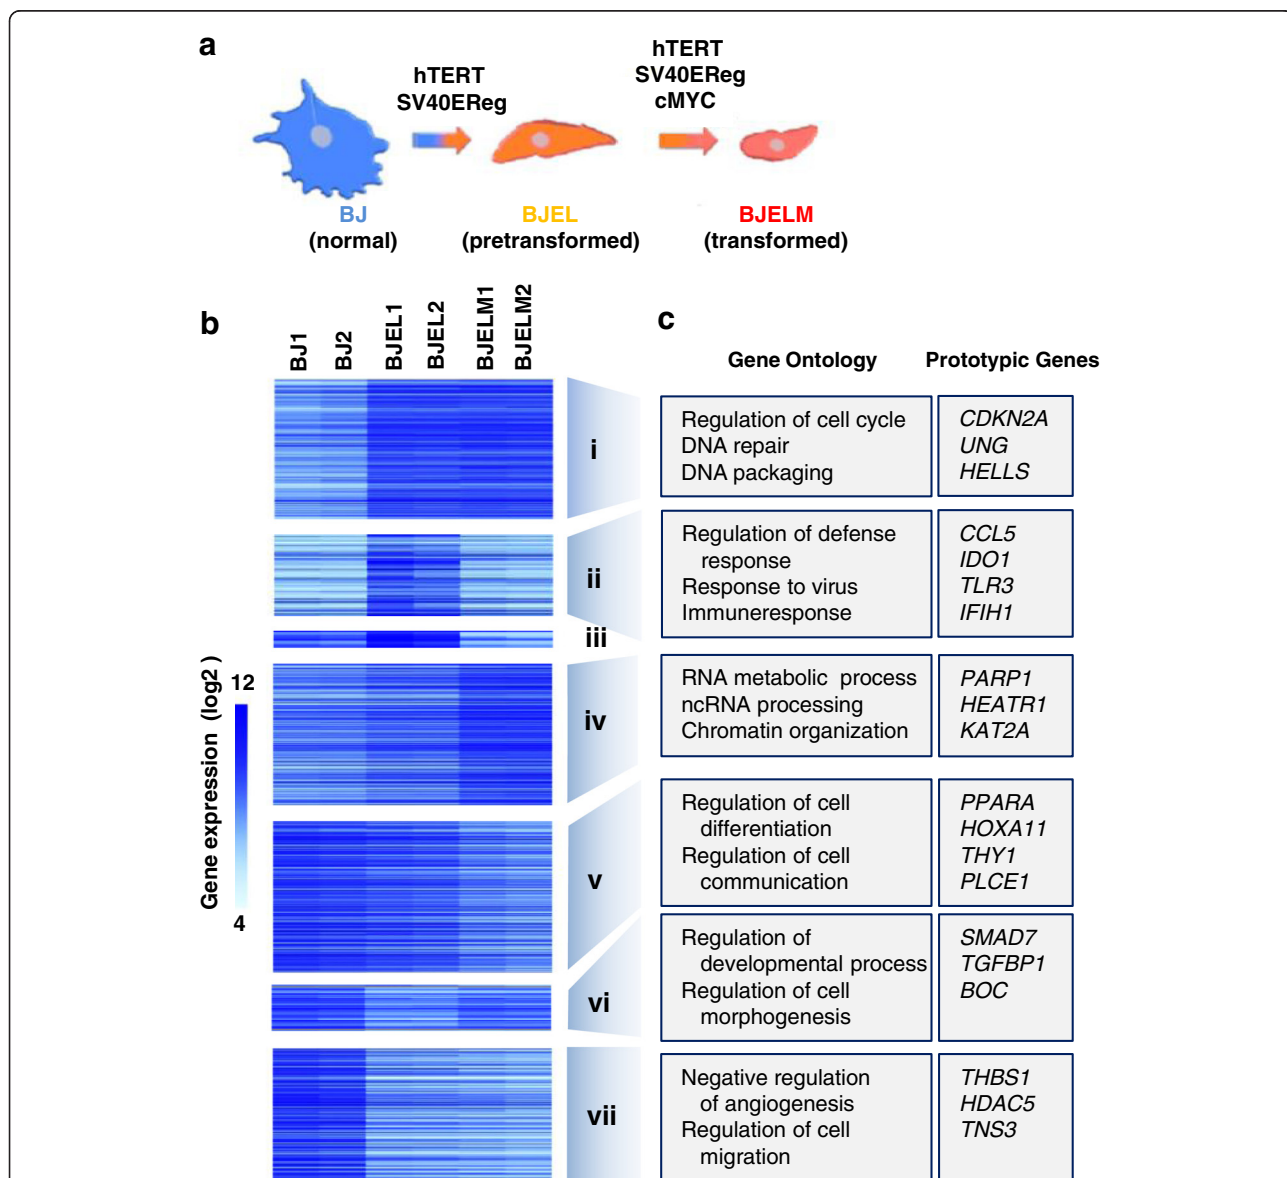 a
hTERT
SV40EReg
hTERT
SV40EReg
cMYC
BJ
(normal)
BJEL
(pretransformed)
BJELM
(transformed)
b
BJ1
BJ2
BJEL1
BJEL2
BJELM1
BJELM2
Gene expression (log2)
12
4
i
ii
iii
iv
v
vi
vii
c
Gene Ontology
Prototypic Genes
Regulation of cell cycle
DNA repair
DNA packaging
CDKN2A
UNG
HELLS
Regulation of defense
response
Response to virus
Immuneresponse
CCL5
IDO1
TLR3
IFIH1
RNA metabolic process
ncRNA processing
Chromatin organization
PARP1
HEATR1
KAT2A
Regulation of cell
differentiation
Regulation of cell
communication
PPARA
HOXA11
THY1
PLCE1
Regulation of
developmental process
Regulation of cell
morphogenesis
SMAD7
TGFBP1
BOC
Negative regulation
of angiogenesis
Regulation of cell
migration
THBS1
HDAC5
TNS3